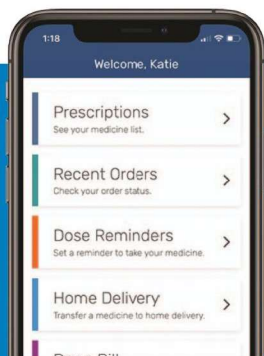 1:18
Welcome, Katie
Prescriptions
See your medicine list.
Recent Orders
Check your order status.
Dose Reminders
Set a reminder to take your medicine.
Home Delivery
Transfer a medicine to home delivery.